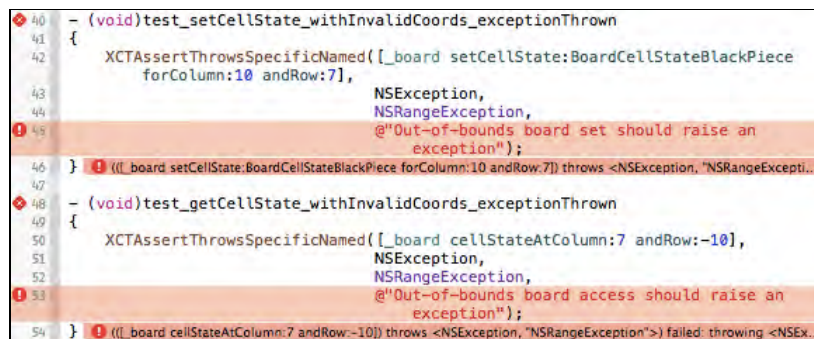 40 - (void)test_setCellState_withInvalidCoords_exceptionThrown
41 {
42 XCTAssertThrowsSpecificNamed([_board setCellState:BoardCellStateBlackPiece
forColumn:10 andRow:7],
43 NSException,
44 NSRangeException,
45 @"Out-of-bounds board set should raise an
exception");
46 } (([_board setCellState:BoardCellStateBlackPiece forColumn:10 andRow:7]) throws <NSException, "NSRangeExcepti...
47
48 - (void)test_getCellState_withInvalidCoords_exceptionThrown
49 {
50 XCTAssertThrowsSpecificNamed([_board cellStateAtColumn:7 andRow:-10],
51 NSException,
52 NSRangeException,
53 @"Out-of-bounds board access should raise an
exception");
54 } (([_board cellStateAtColumn:7 andRow:-10]) throws <NSException, "NSRangeException">) failed: throwing <NSEx...